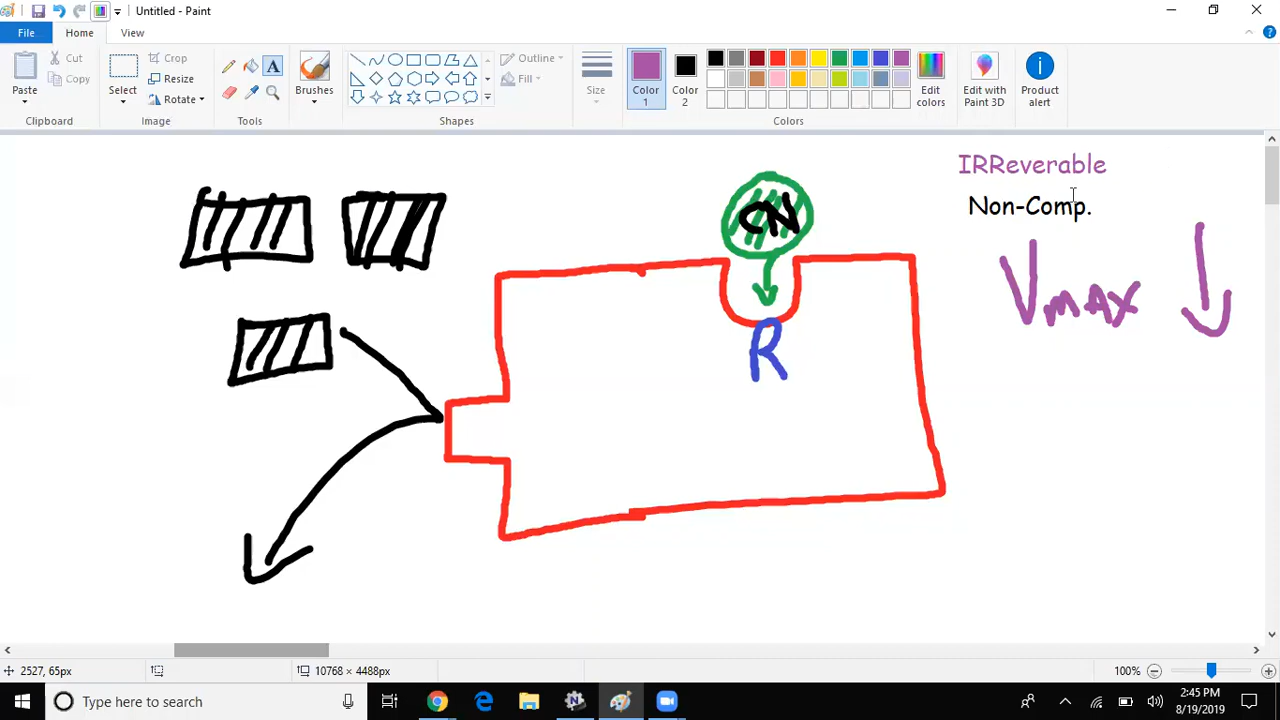 Untitled - Paint
File
Home
View
Paste
Cut
Copy
Clipboard
Select
Crop
Resize
Rotate
Image
A
Tools
Brushes
Outline
Fill
Shapes
Size
Color 1
Color 2
Colors
Edit colors
Edit with Paint 3D
Product alert
IRReverable
Non-Comp.
CN
R
Vmax
2527, 65px
10768 × 4488px
100%
Type here to search
2:45 PM
8/19/2019